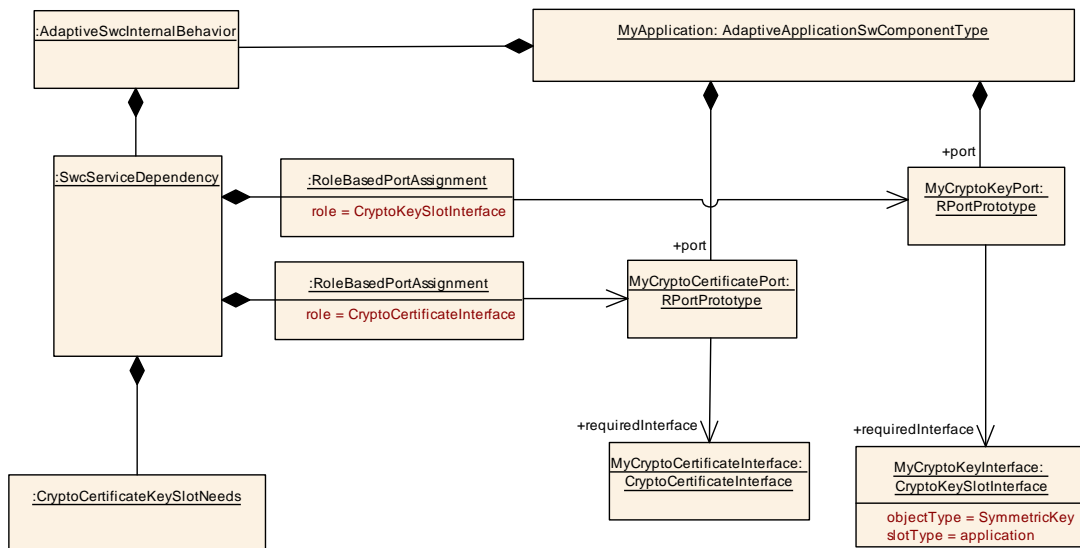 :AdaptiveSwcInternalBehavior
MyApplication: AdaptiveApplicationSwComponentType
:SwcServiceDependency
:RoleBasedPortAssignment
role = CryptoKeySlotInterface
+port
MyCryptoKeyPort:
RPortPrototype
+port
:RoleBasedPortAssignment
role = CryptoCertificateInterface
MyCryptoCertificatePort:
RPortPrototype
+requiredInterface
+requiredInterface
MyCryptoCertificateInterface:
CryptoCertificateInterface
MyCryptoKeyInterface:
CryptoKeySlotInterface
objectType = SymmetricKey
slotType = application
:CryptoCertificateKeySlotNeeds